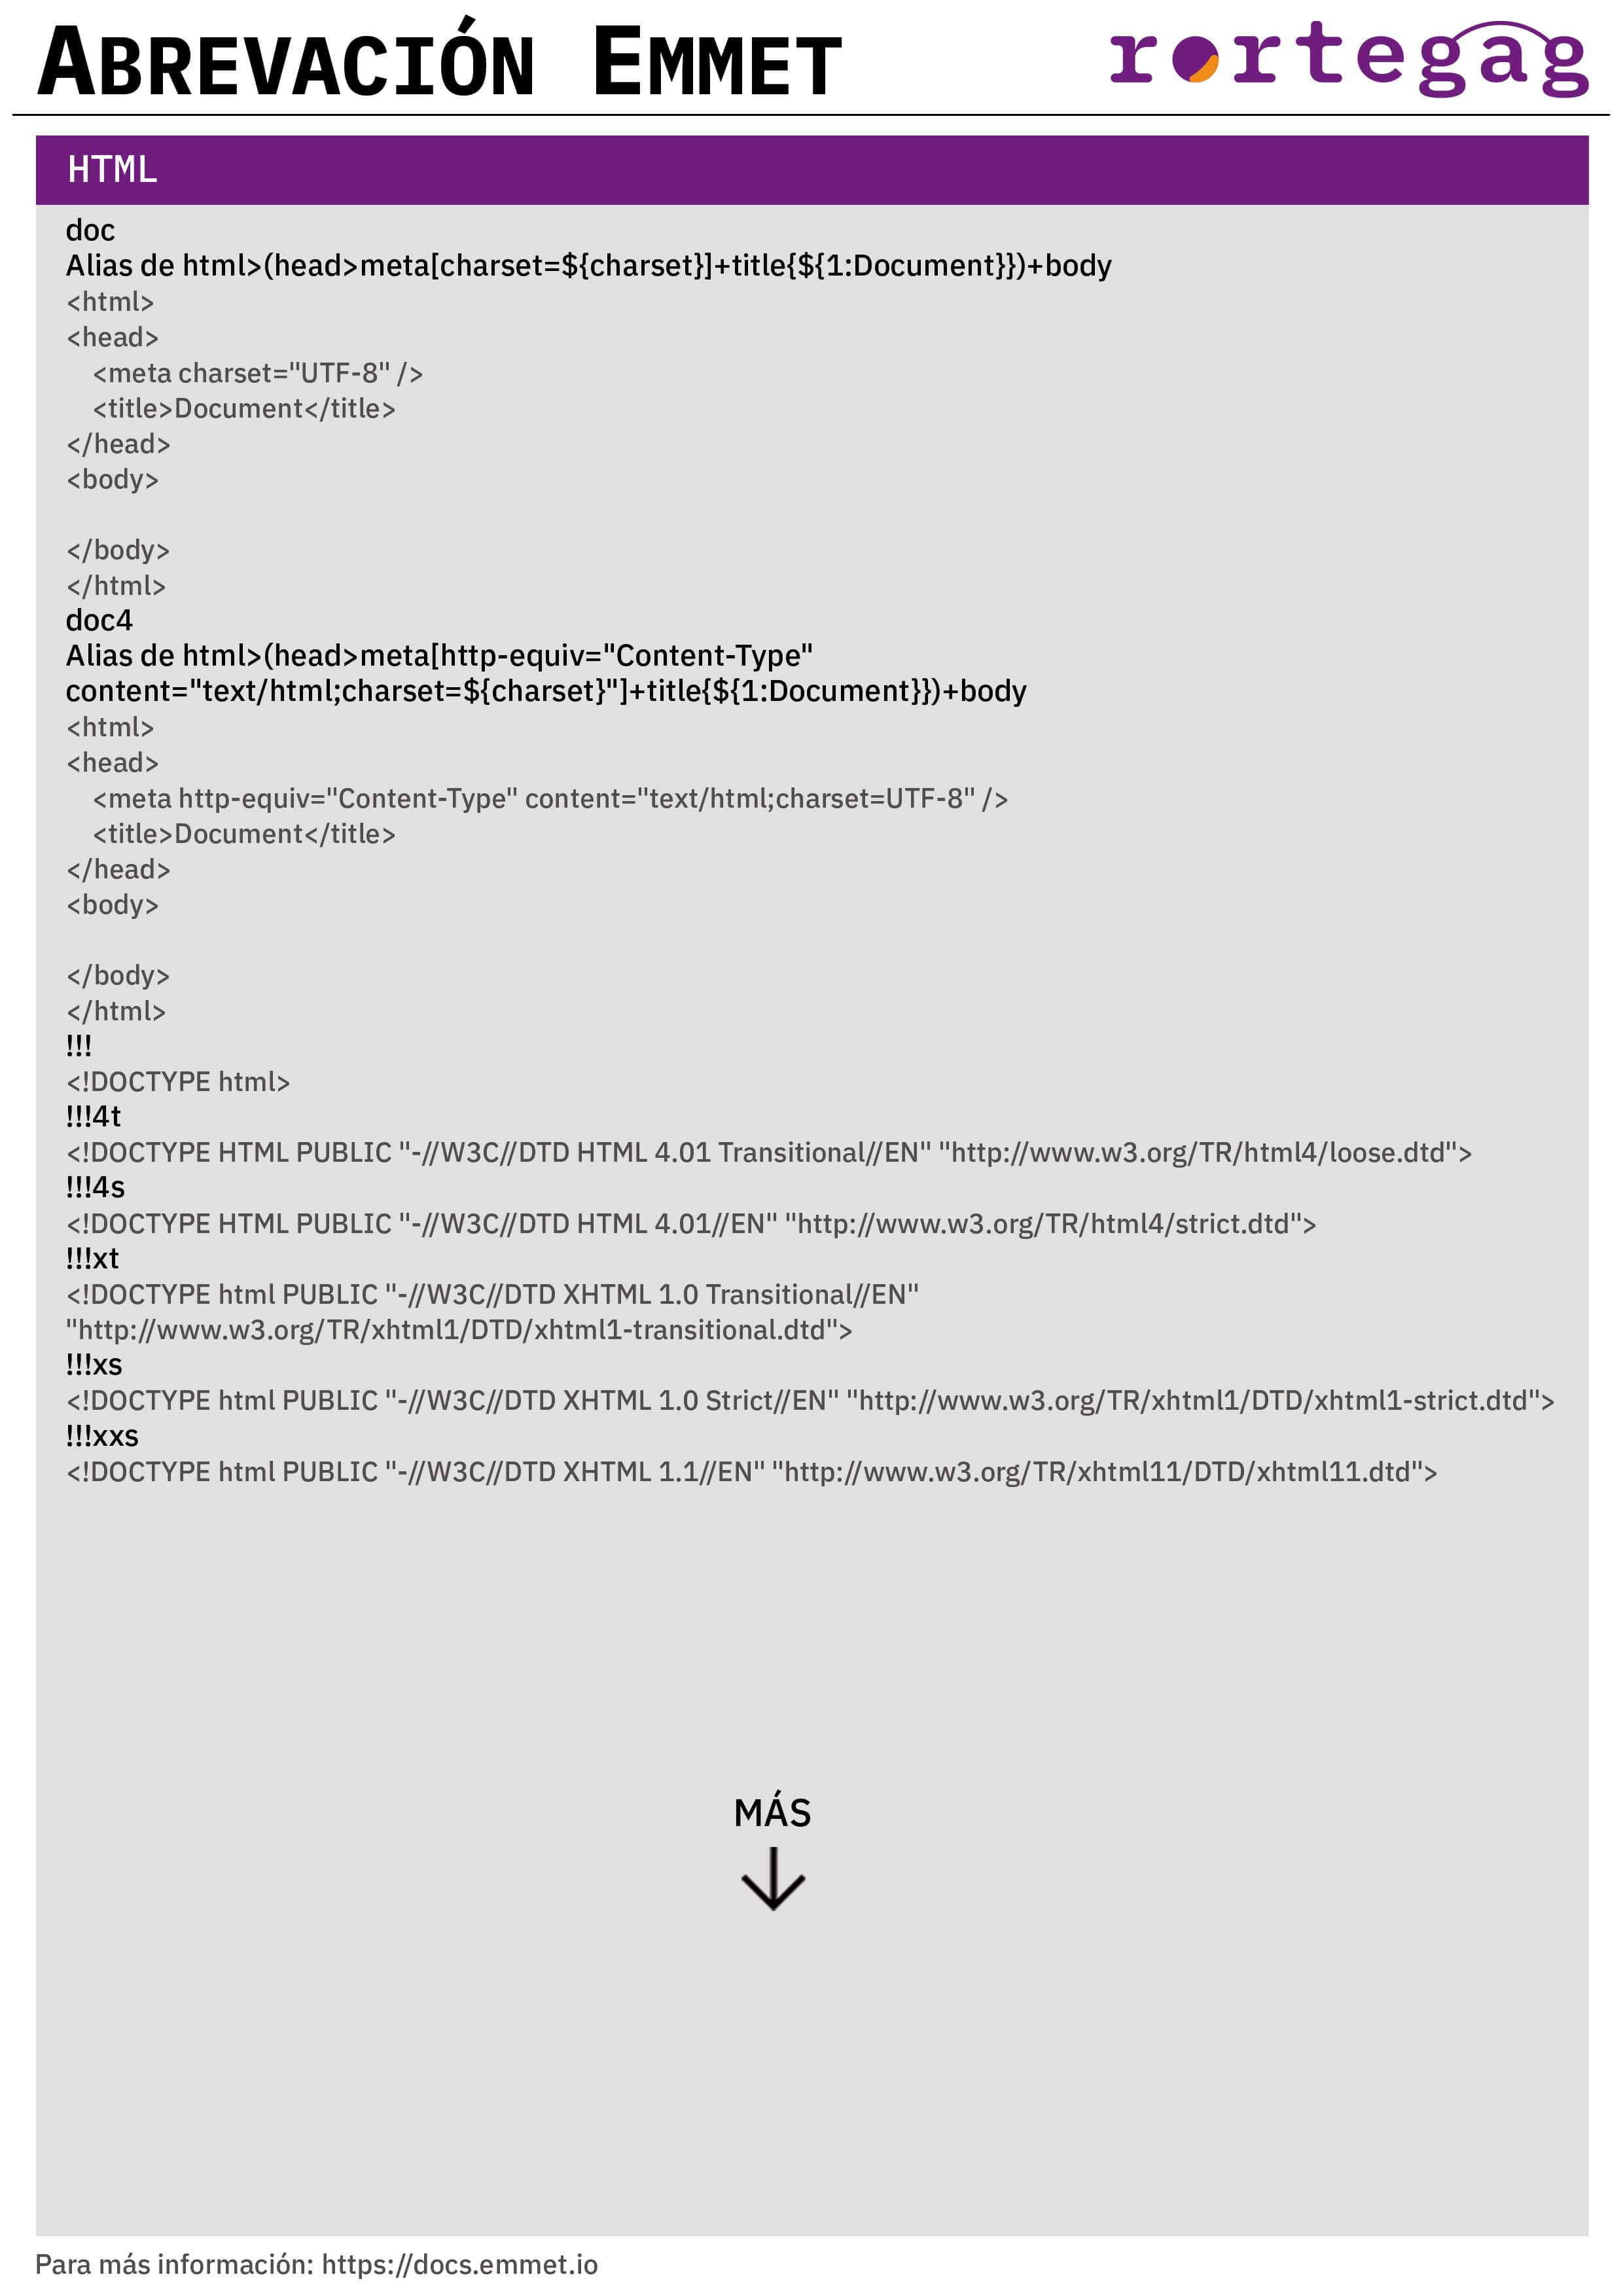 ABREVACIÓN EMMET
rortegag
HTML
doc
Alias de html>(head>meta[charset=${charset}]+title{${1:Document}})+body
<html>
<head>
    <meta charset="UTF-8" />
    <title>Document</title>
</head>
<body>

</body>
</html>
doc4
Alias de html>(head>meta[http-equiv="Content-Type"
content="text/html;charset=${charset}"]+title{${1:Document}})+body
<html>
<head>
    <meta http-equiv="Content-Type" content="text/html;charset=UTF-8" />
    <title>Document</title>
</head>
<body>

</body>
</html>
!!!
<!DOCTYPE html>
!!!4t
<!DOCTYPE HTML PUBLIC "-//W3C//DTD HTML 4.01 Transitional//EN" "http://www.w3.org/TR/html4/loose.dtd">
!!!4s
<!DOCTYPE HTML PUBLIC "-//W3C//DTD HTML 4.01//EN" "http://www.w3.org/TR/html4/strict.dtd">
!!!xt
<!DOCTYPE html PUBLIC "-//W3C//DTD XHTML 1.0 Transitional//EN"
"http://www.w3.org/TR/xhtml1/DTD/xhtml1-transitional.dtd">
!!!xs
<!DOCTYPE html PUBLIC "-//W3C//DTD XHTML 1.0 Strict//EN" "http://www.w3.org/TR/xhtml1/DTD/xhtml1-strict.dtd">
!!!xxs
<!DOCTYPE html PUBLIC "-//W3C//DTD XHTML 1.1//EN" "http://www.w3.org/TR/xhtml11/DTD/xhtml11.dtd">
MÁS
Para más información: https://docs.emmet.io